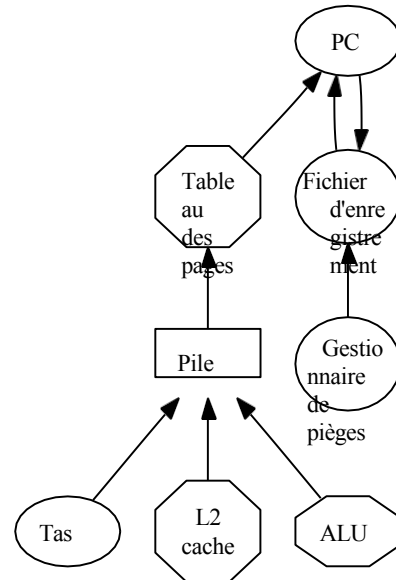 PC
Table
au
des
pages
Fichier
d'enre
gistre
ment
Pile
Gestio
nnaire
de
pièges
Tas
L2
cache
ALU